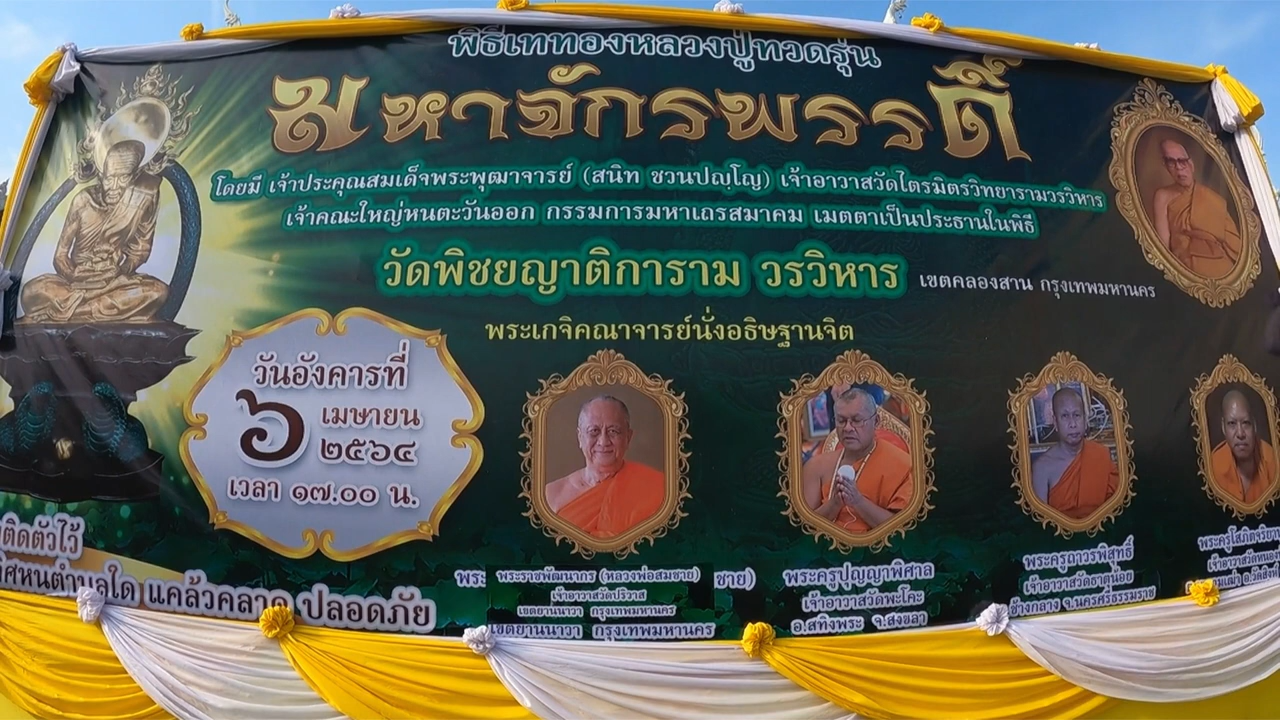 พิธีเททองหลวงปู่ทวดรุ่น
มหาจักรพรรดิ์
โดยมี เจ้าประคุณสมเด็จพระพุฒาจารย์ (สนิท ชวนปญฺโญ) เจ้าอาวาสวัดไตรมิตรวิทยารามวรวิหาร
เจ้าคณะใหญ่หนตะวันออก กรรมการมหาเถรสมาคม เมตตาเป็นประธานในพิธี
วัดพิชยญาติการาม วรวิหาร เขตคลองสาน กรุงเทพมหานคร
พระเกจิคณาจารย์นั่งอธิษฐานจิต
วันอังคารที่
๖ เมษายน
๒๕๖๔
เวลา ๑๗.๐๐ น.
ติดตัวไว้
แคล้วคลาด ปลอดภัย
พระราชพัฒนากร (หลวงพ่อสมชาย)
เจ้าอาวาสวัดปริวาส
เขตยานนาวา กรุงเทพมหานคร
เขตยานนาวา กรุงเทพมหานคร
ชาย)
พระครูปุญญาพิศาล
เจ้าอาวาสวัดพะโคะ
อ.สทิงพระ จ.สงขลา
พระครูถาวรพิสุทธิ์
เจ้าอาวาสวัดธาตุน้อย
ช้างกลาง จ.นครศรีธรรมราช